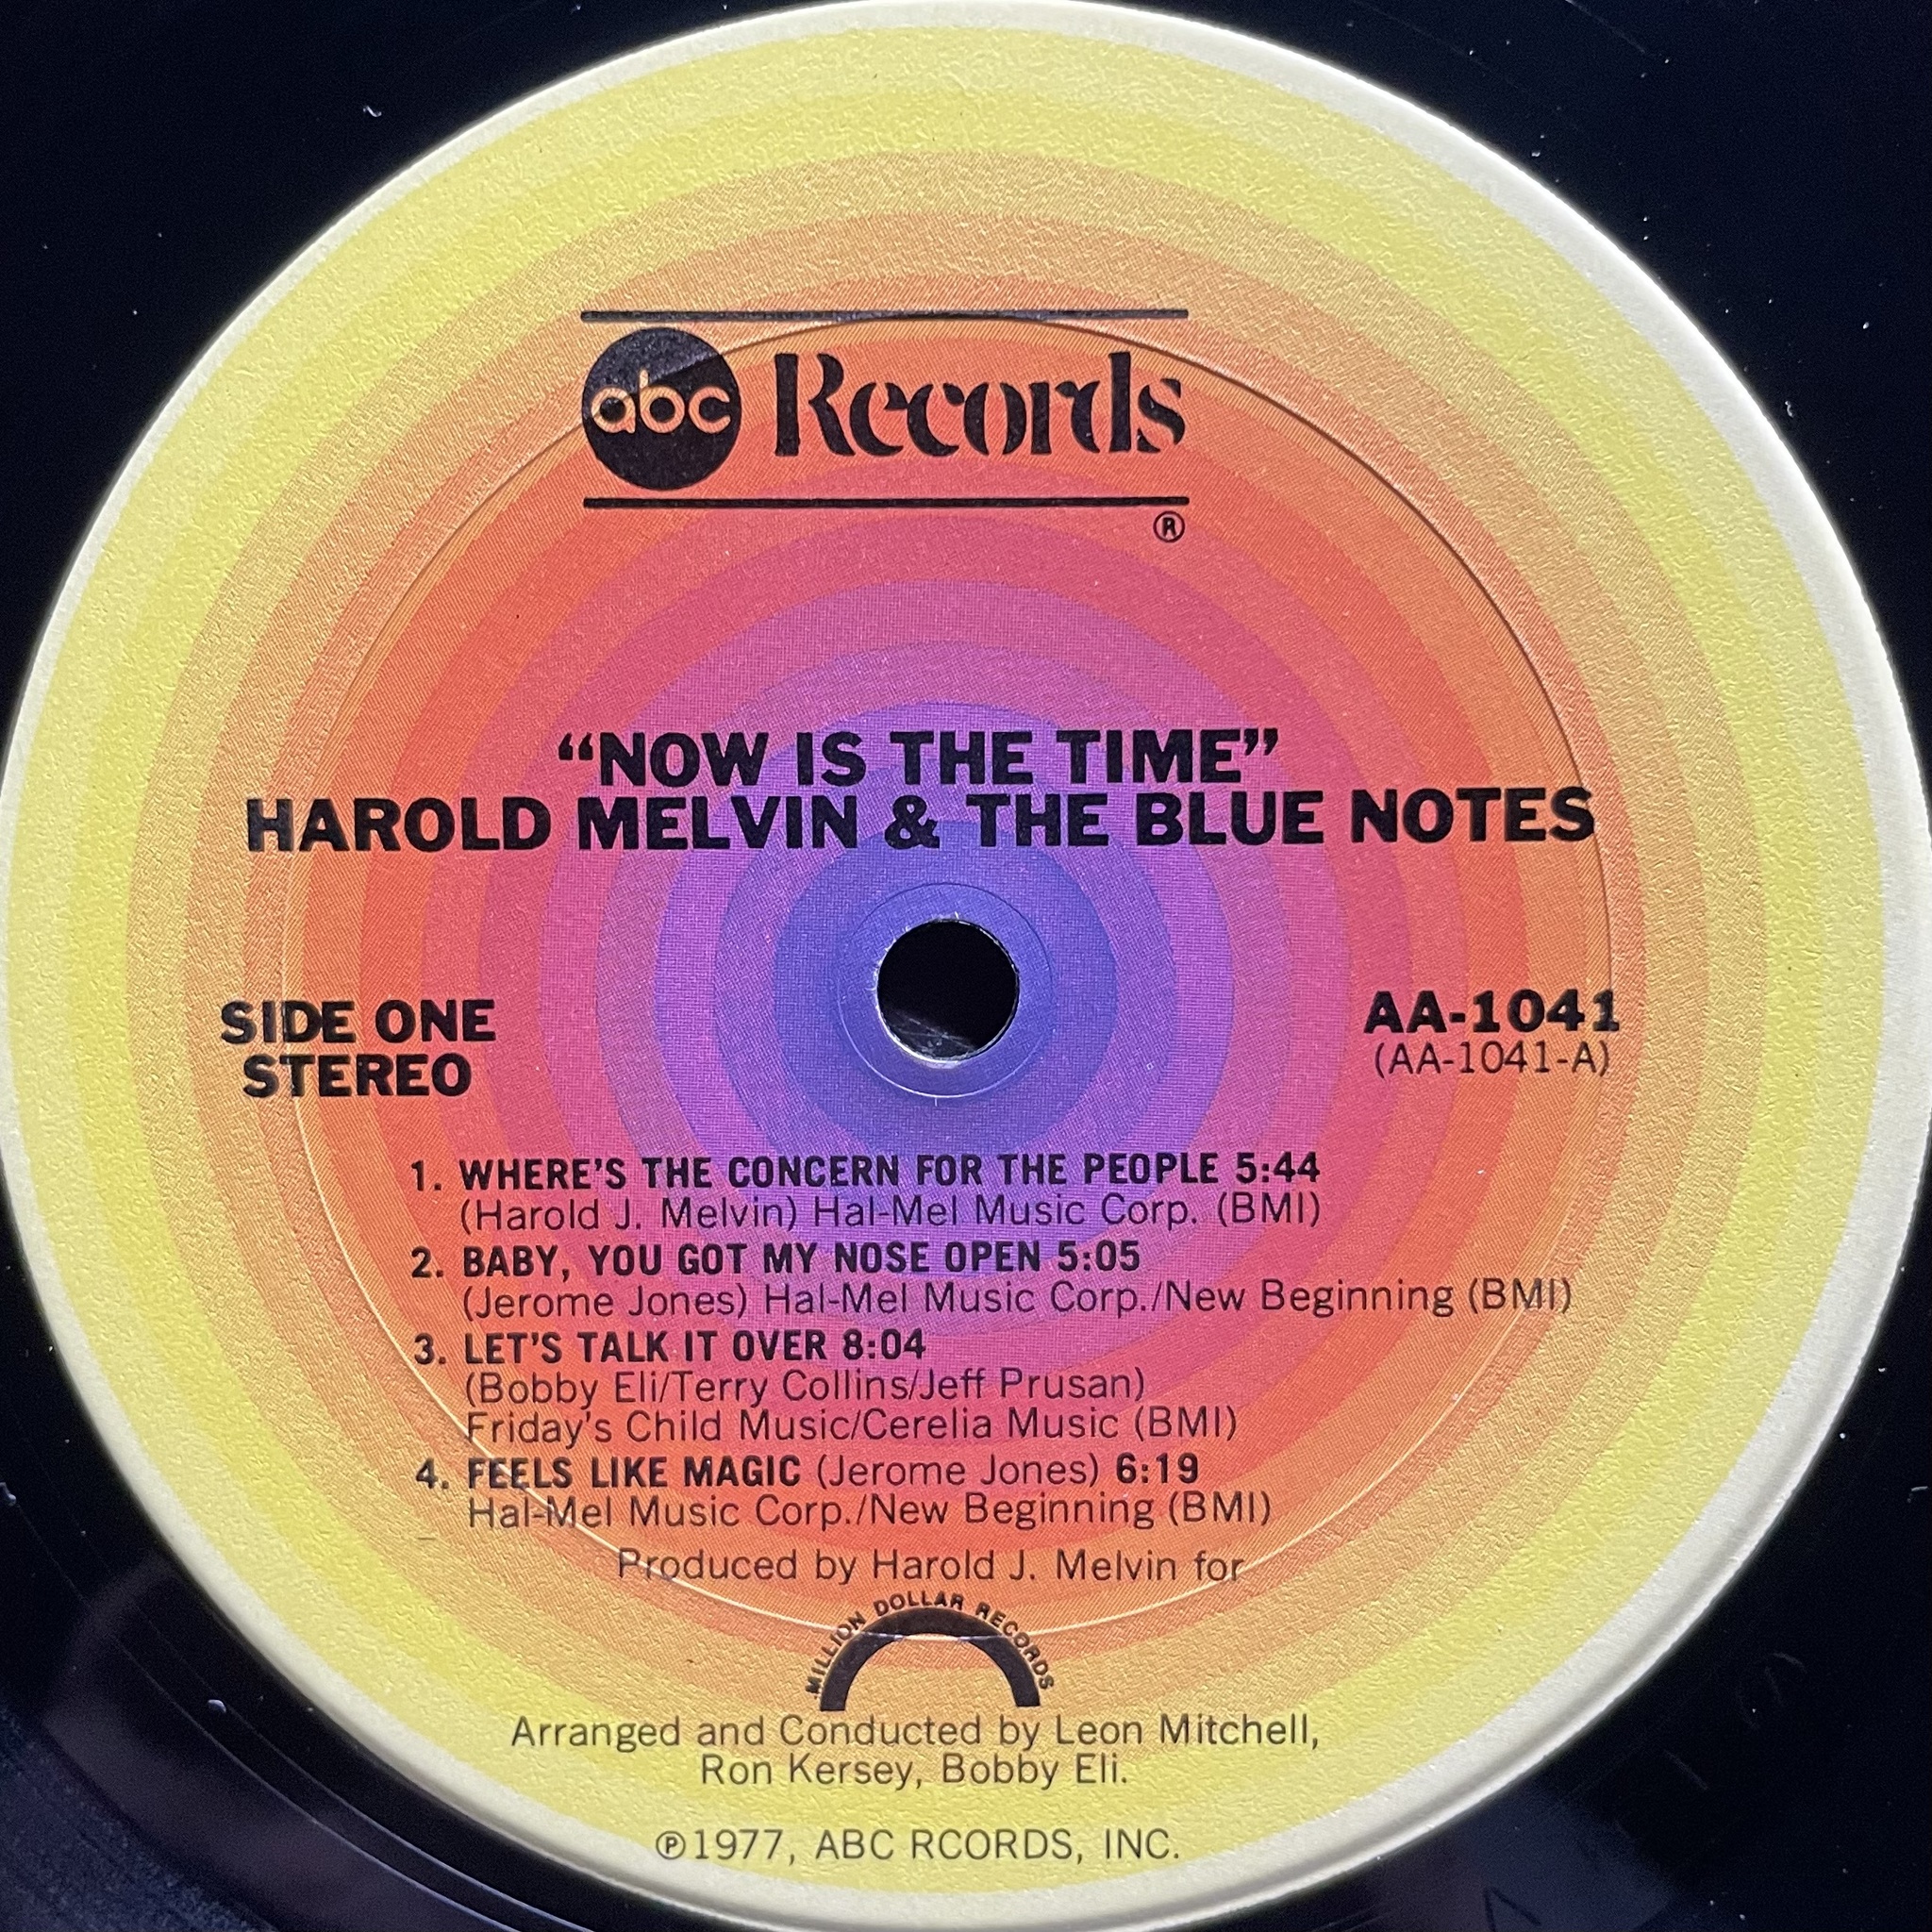 abc Records
®
“NOW IS THE TIME”
HAROLD MELVIN & THE BLUE NOTES
SIDE ONE
STEREO
AA-1041
(AA-1041-A)
1. WHERE'S THE CONCERN FOR THE PEOPLE 5:44
(Harold J. Melvin) Hal-Mel Music Corp. (BMI)
2. BABY, YOU GOT MY NOSE OPEN 5:05
(Jerome Jones) Hal-Mel Music Corp./New Beginning (BMI)
3. LET'S TALK IT OVER 8:04
(Bobby Eli/Terry Collins/Jeff Prusan)
Friday's Child Music/Cerelia Music (BMI)
4. FEELS LIKE MAGIC (Jerome Jones) 6:19
Hal-Mel Music Corp./New Beginning (BMI)
Produced by Harold J. Melvin for
MILLION DOLLAR RECORDS
Arranged and Conducted by Leon Mitchell,
Ron Kersey, Bobby Eli.
℗1977, ABC RCORDS, INC.